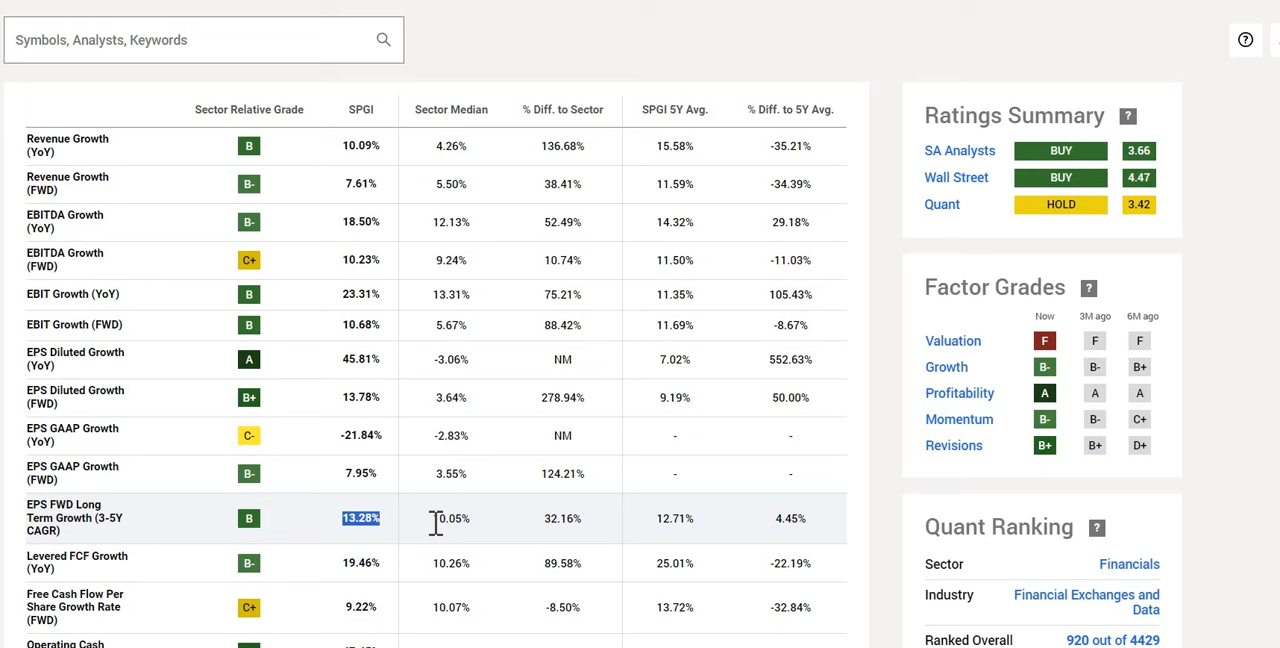 Symbols, Analysts, Keywords
?
Sector Relative Grade SPGI Sector Median % Diff. to Sector SPGI 5Y Avg. % Diff. to 5Y Avg.
Revenue Growth
(YoY) B 10.09% 4.26% 136.68% 15.58% -35.21%
Revenue Growth
(FWD) B- 7.61% 5.50% 38.41% 11.59% -34.39%
EBITDA Growth
(YoY) B- 18.50% 12.13% 52.49% 14.32% 29.18%
EBITDA Growth
(FWD) C+ 10.23% 9.24% 10.74% 11.50% -11.03%
EBIT Growth (YoY) B 23.31% 13.31% 75.21% 11.35% 105.43%
EBIT Growth (FWD) B 10.68% 5.67% 88.42% 11.69% -8.67%
EPS Diluted Growth
(YoY) A 45.81% -3.06% NM 7.02% 552.63%
EPS Diluted Growth
(FWD) B+ 13.78% 3.64% 278.94% 9.19% 50.00%
EPS GAAP Growth
(YoY) C- -21.84% -2.83% NM - -
EPS GAAP Growth
(FWD) B- 7.95% 3.55% 124.21% - -
EPS FWD Long
Term Growth (3-5Y
CAGR) B 13.28% 10.05% 32.16% 12.71% 4.45%
Levered FCF Growth
(YoY) B- 19.46% 10.26% 89.58% 25.01% -22.19%
Free Cash Flow Per
Share Growth Rate
(FWD) C+ 9.22% 10.07% -8.50% 13.72% -32.84%
Operating Cash
Ratings Summary ?
SA Analysts BUY 3.66
Wall Street BUY 4.47
Quant HOLD 3.42
Factor Grades ?
Now 3M ago 6M ago
Valuation F F F
Growth B- B- B+
Profitability A A A
Momentum B- B- C+
Revisions B+ B+ D+
Quant Ranking ?
Sector Financials
Industry Financial Exchanges and
Data
Ranked Overall 920 out of 4429